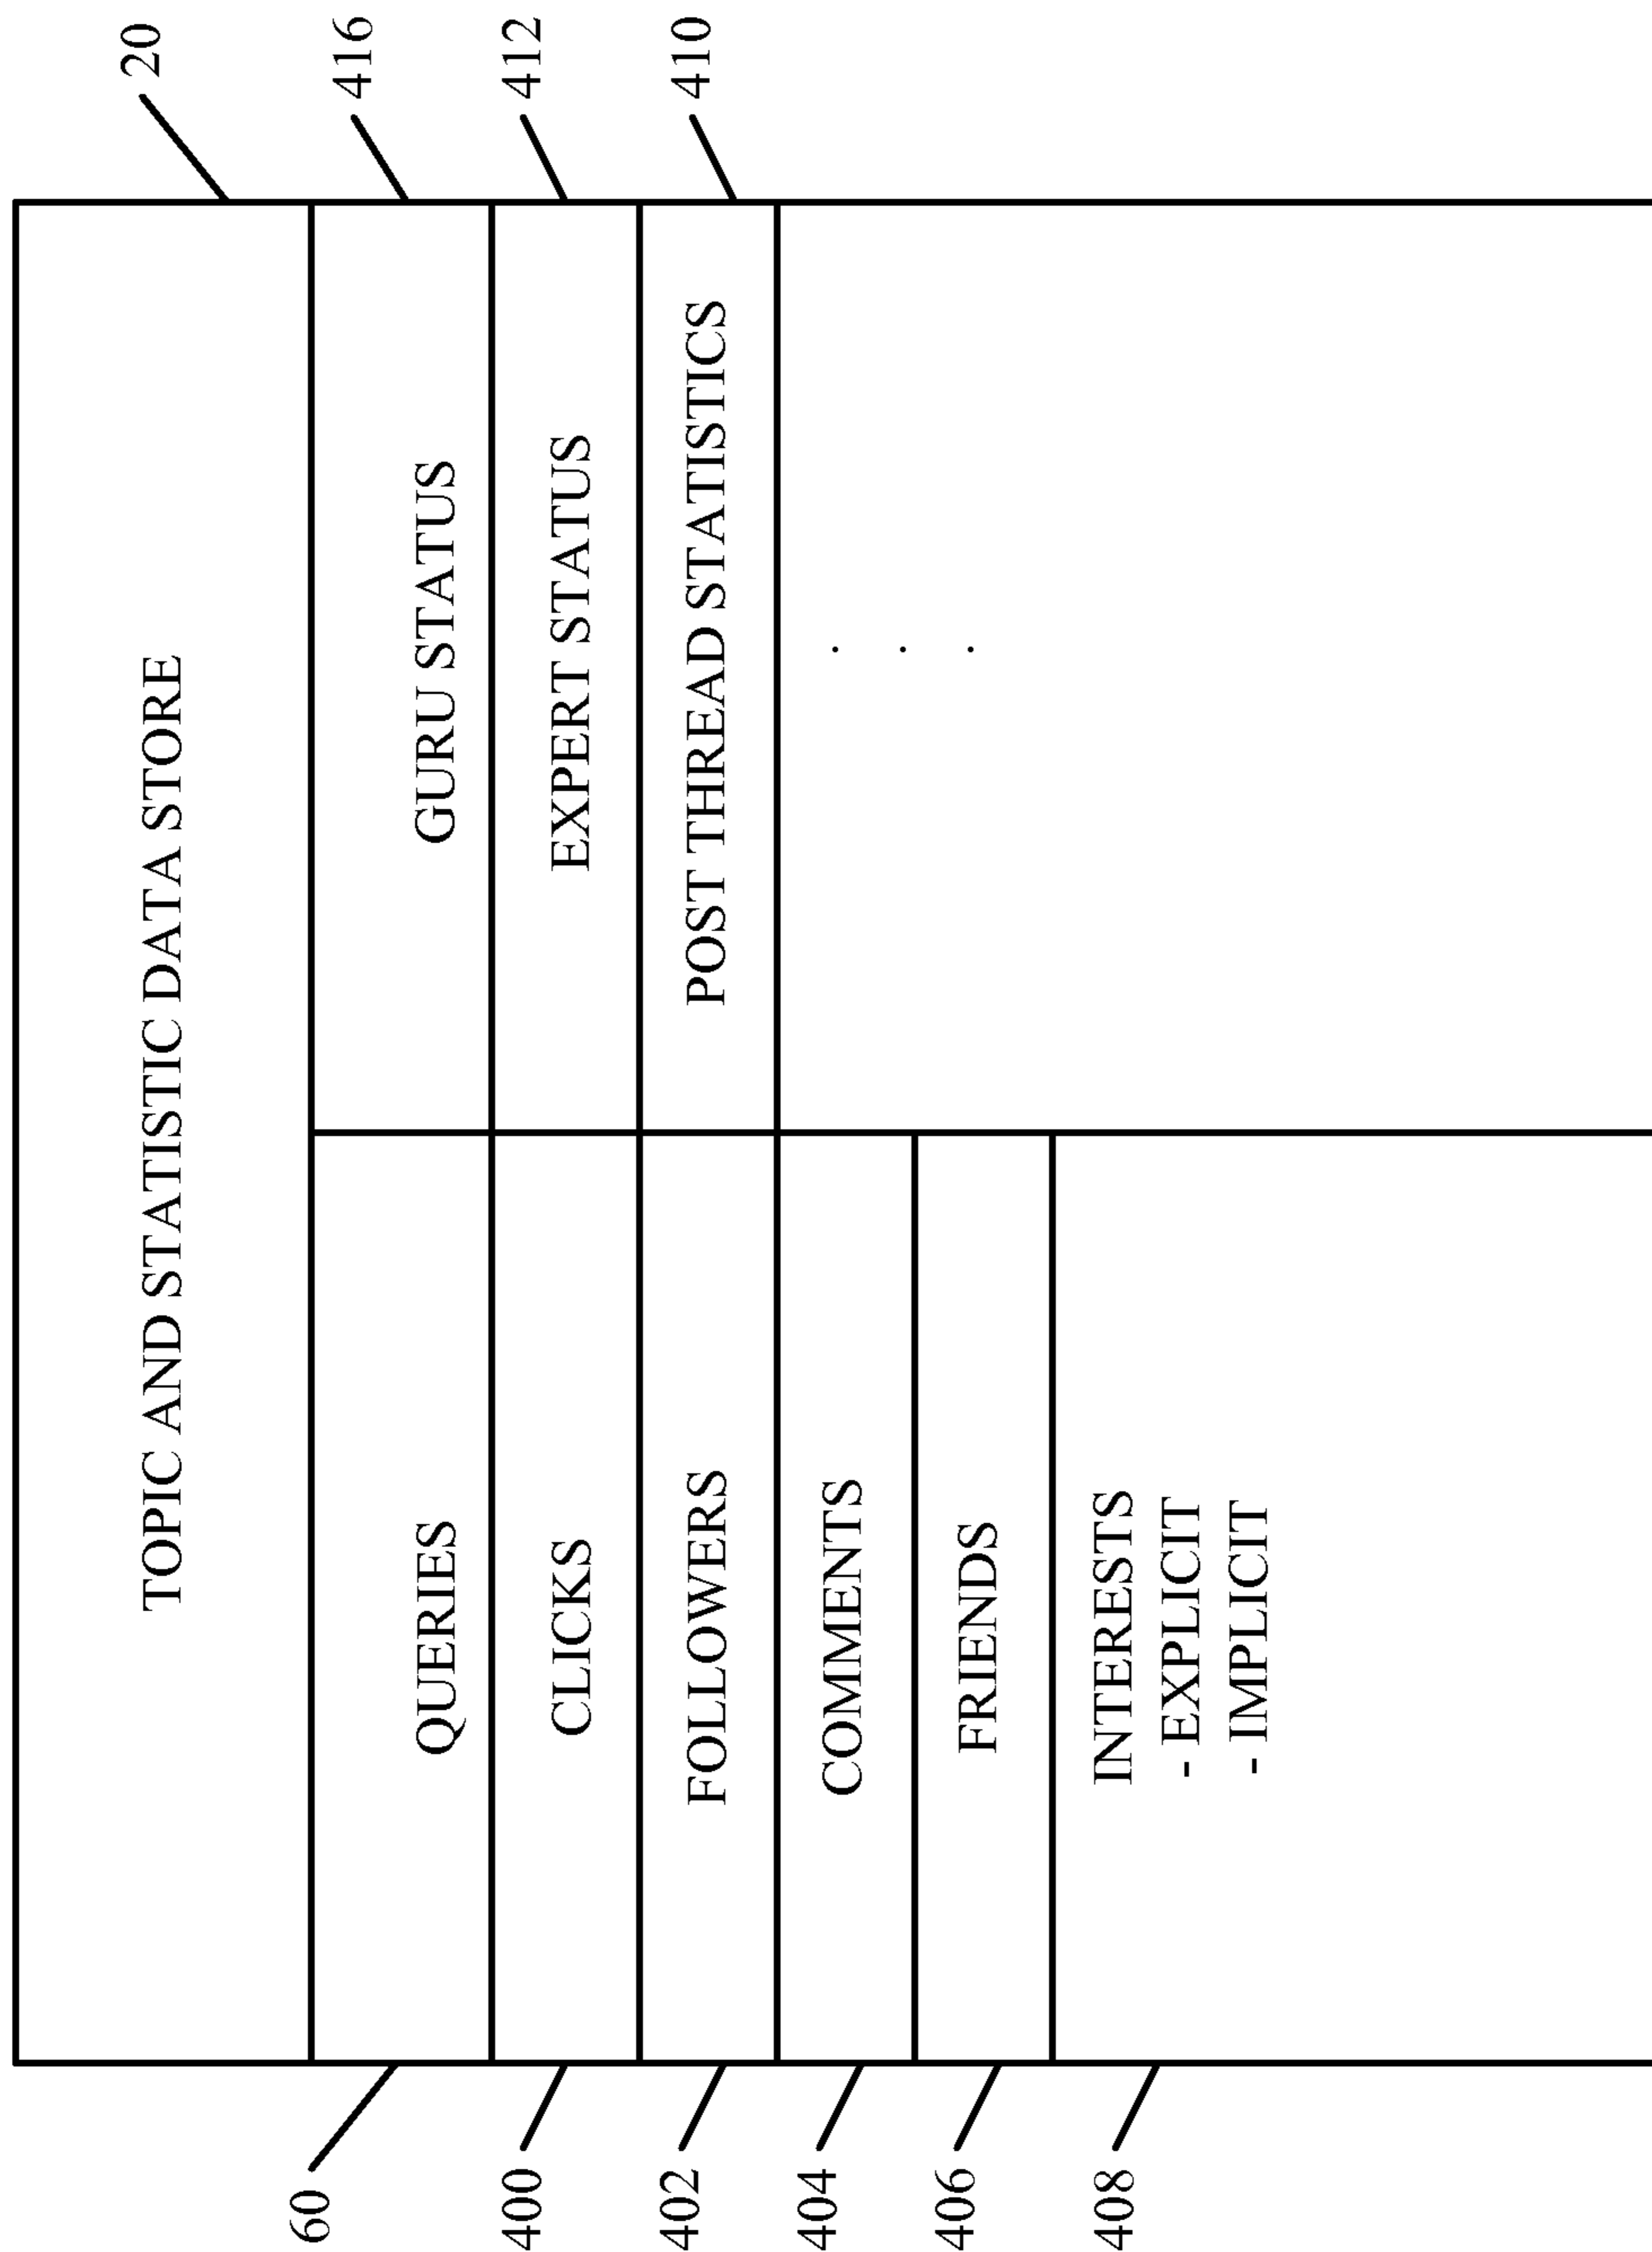 TOPIC AND STATISTIC DATA STORE
20
60
QUERIES
GURU STATUS
416
400
CLICKS
EXPERT STATUS
412
402
FOLLOWERS
POST THREAD STATISTICS
410
404
COMMENTS
.
.
.
406
FRIENDS
408
INTERESTS
- EXPLICIT
- IMPLICIT